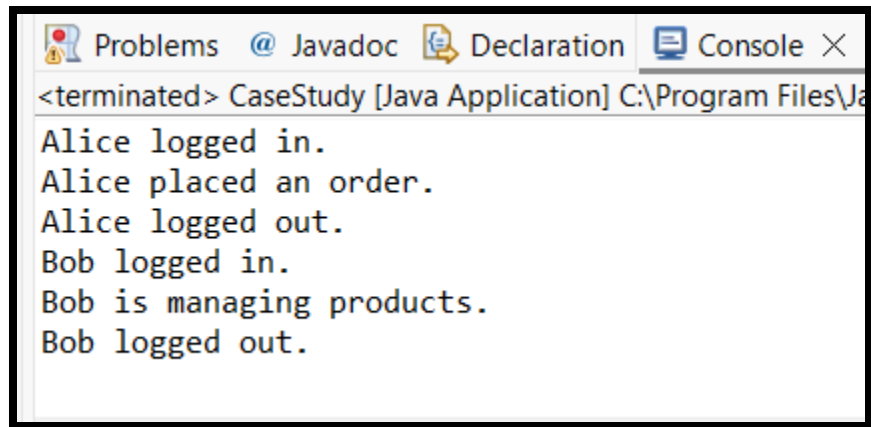 Problems @ Javadoc Declaration Console
<terminated> CaseStudy [Java Application] C:\Program Files\Ja
Alice logged in.
Alice placed an order.
Alice logged out.
Bob logged in.
Bob is managing products.
Bob logged out.